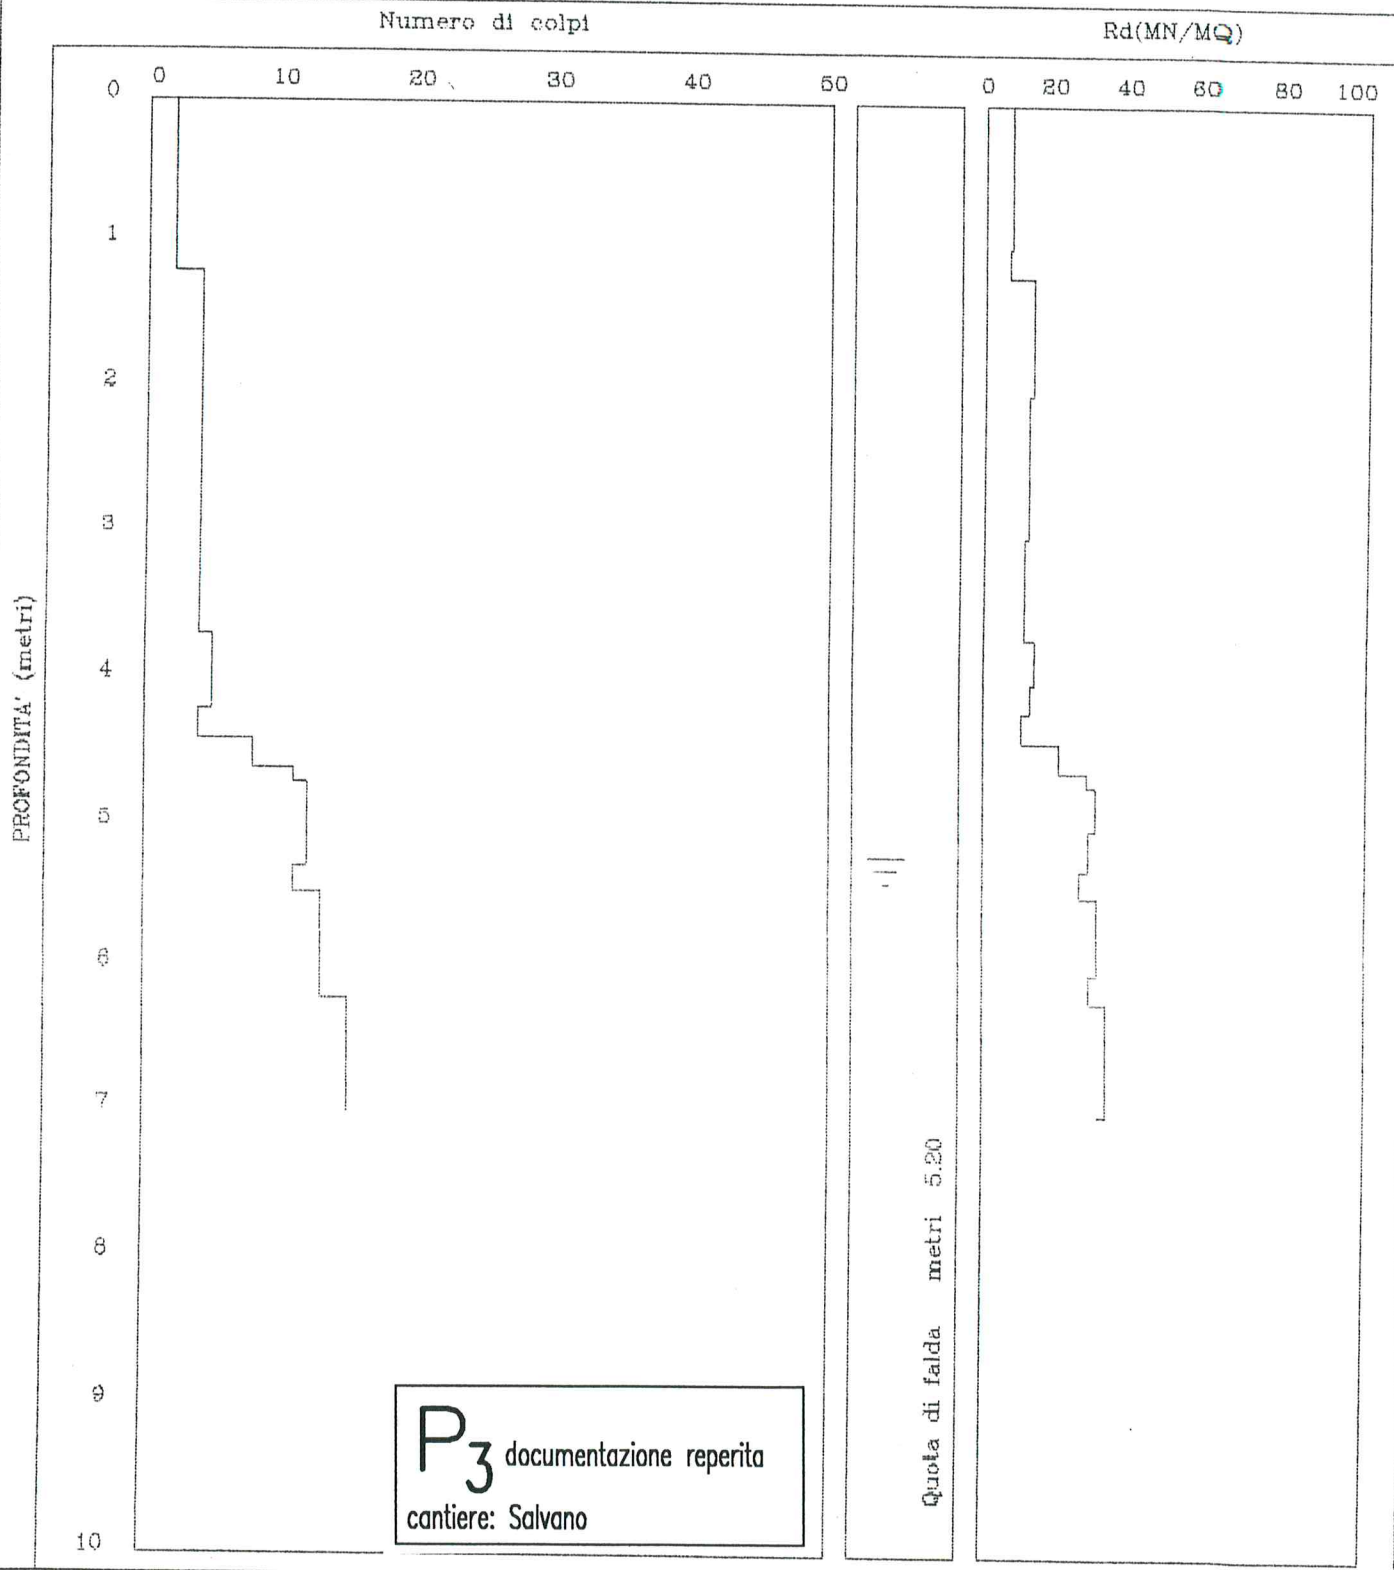 Numero di colpi
Rd(MN/MQ)
0 10 20 30 40 50
0 20 40 60 80 100
0
1
2
3
4
5
6
7
8
9
10
PROFONDITA' (metri)
Quota di falda metri 5.20
P3 documentazione reperita
cantiere: Salvano